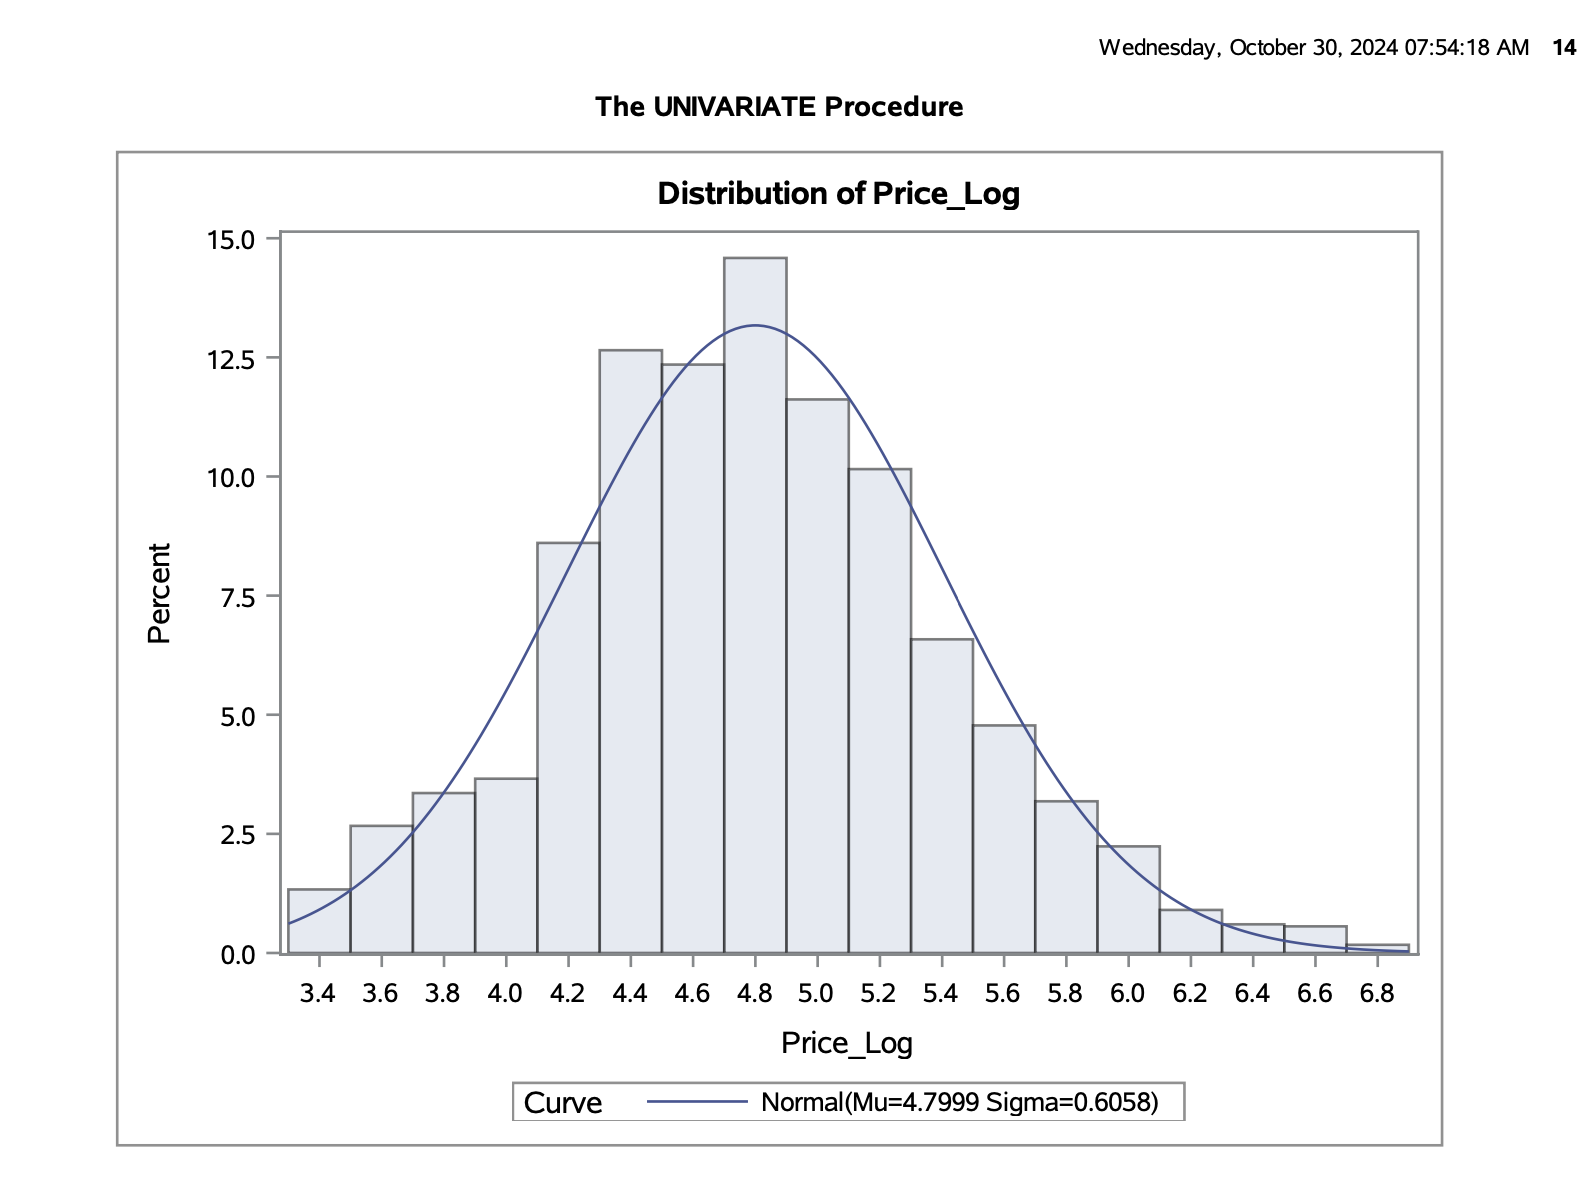 Wednesday, October 30, 2024 07:54:18 AM 14
The UNIVARIATE Procedure
Distribution of Price_Log
15.0
12.5
10.0
7.5
5.0
2.5
0.0
Percent
3.4 3.6 3.8 4.0 4.2 4.4 4.6 4.8 5.0 5.2 5.4 5.6 5.8 6.0 6.2 6.4 6.6 6.8
Price_Log
Curve Normal(Mu=4.7999 Sigma=0.6058)